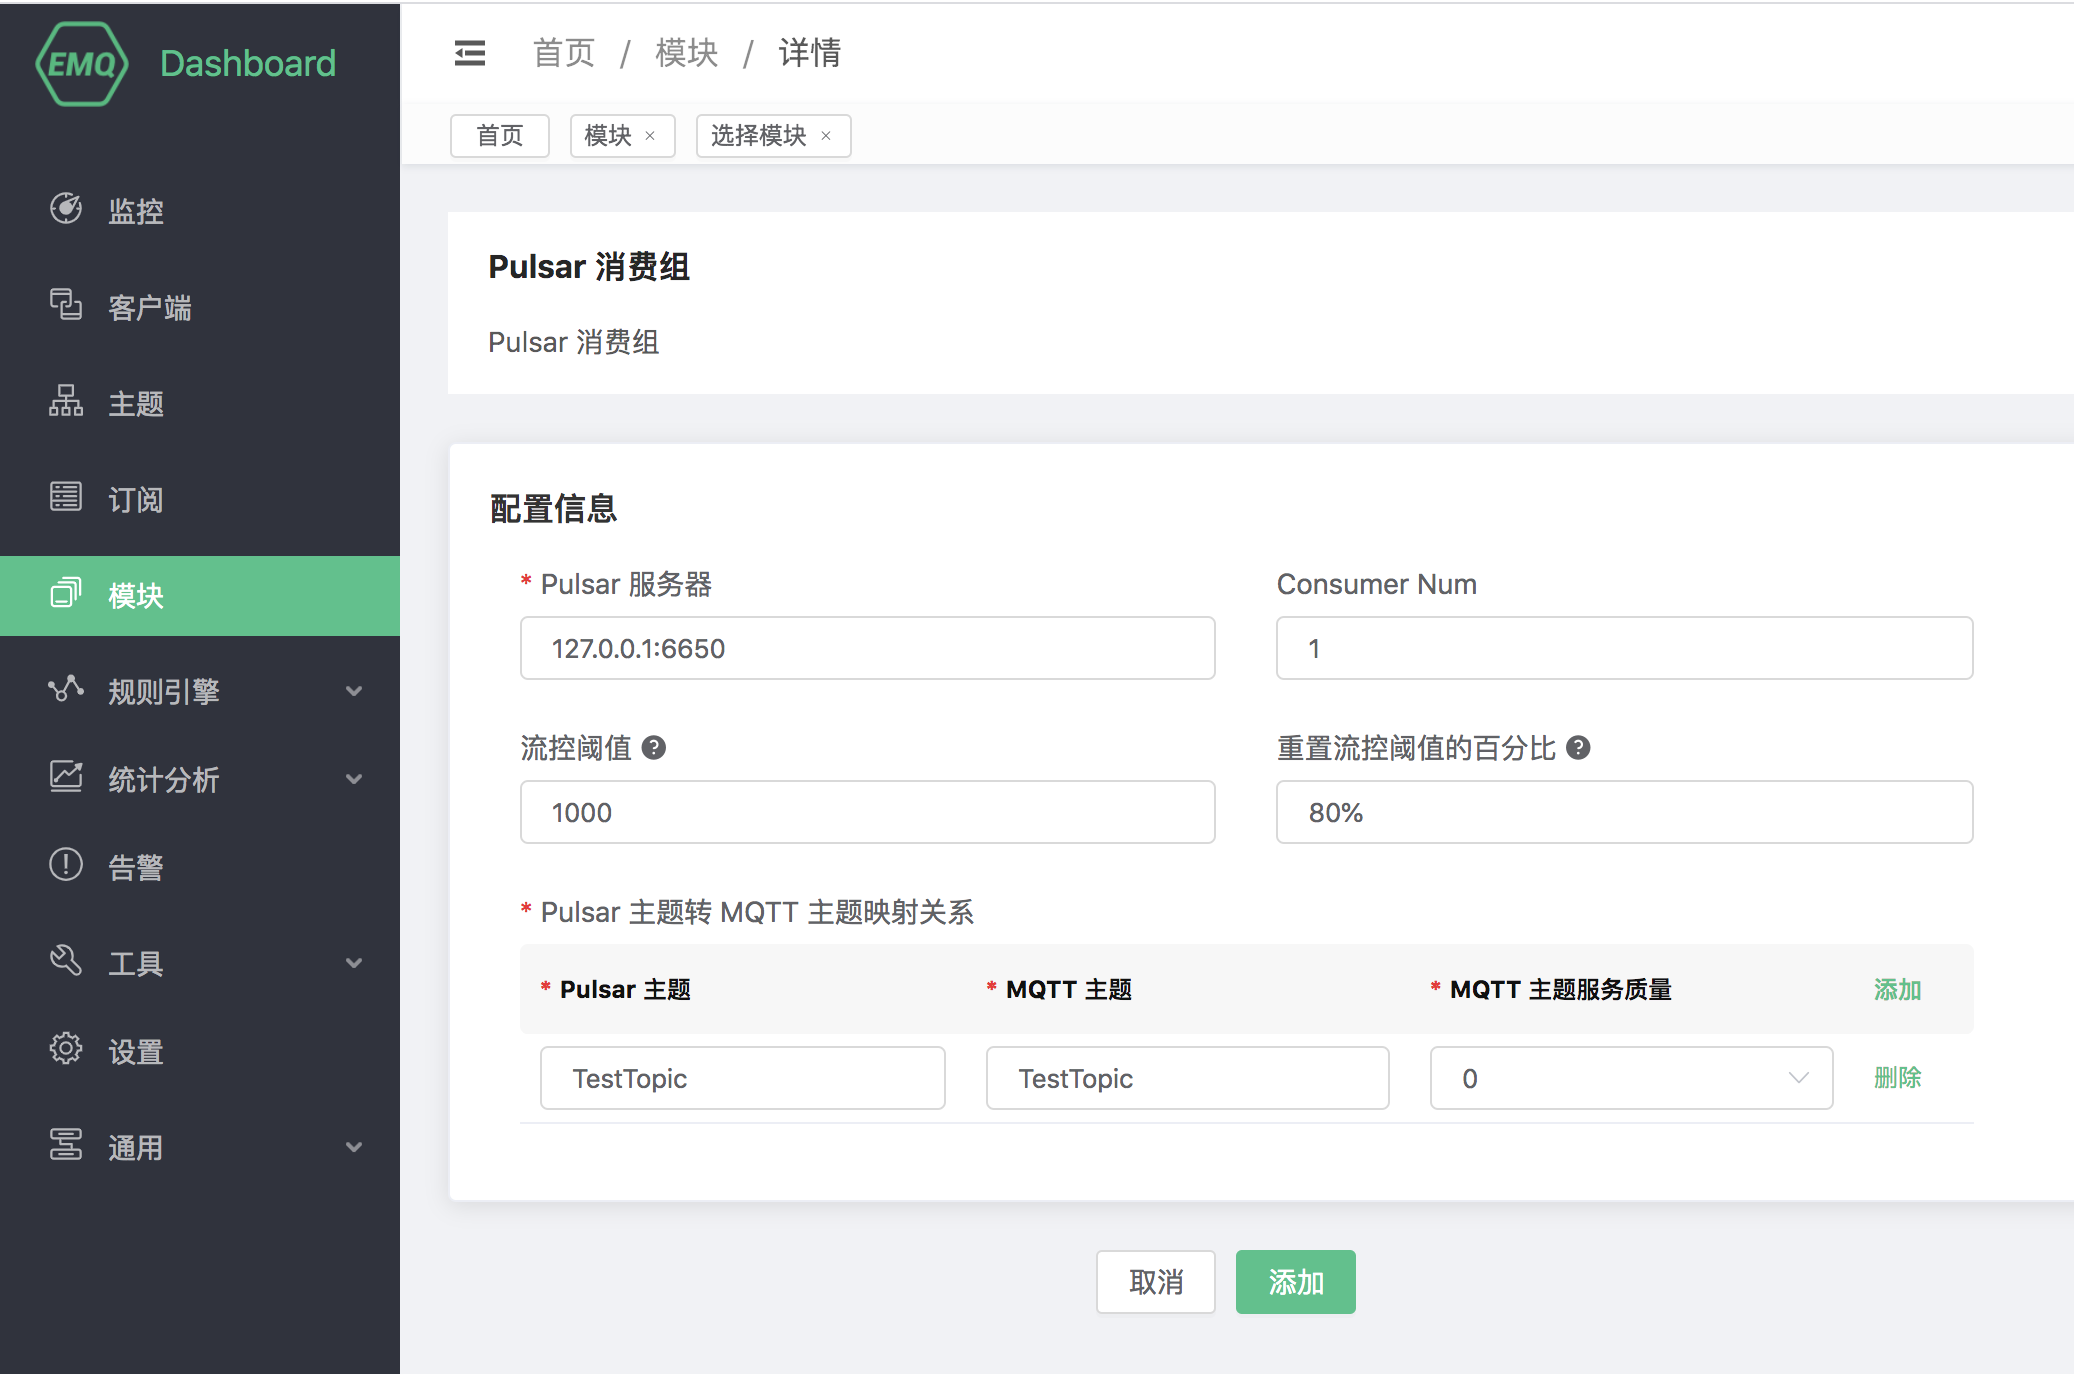 EMQ Dashboard
首页 / 模块 / 详情
首页 模块 × 选择模块 ×
监控
客户端
主题
订阅
模块
规则引擎
统计分析
告警
工具
设置
通用
Pulsar 消费组
Pulsar 消费组
配置信息
* Pulsar 服务器 Consumer Num
127.0.0.1:6650 1
流控阈值 ? 重置流控阈值的百分比 ?
1000 80%
* Pulsar 主题转 MQTT 主题映射关系
* Pulsar 主题 * MQTT 主题 * MQTT 主题服务质量 添加
TestTopic TestTopic 0 删除
取消 添加